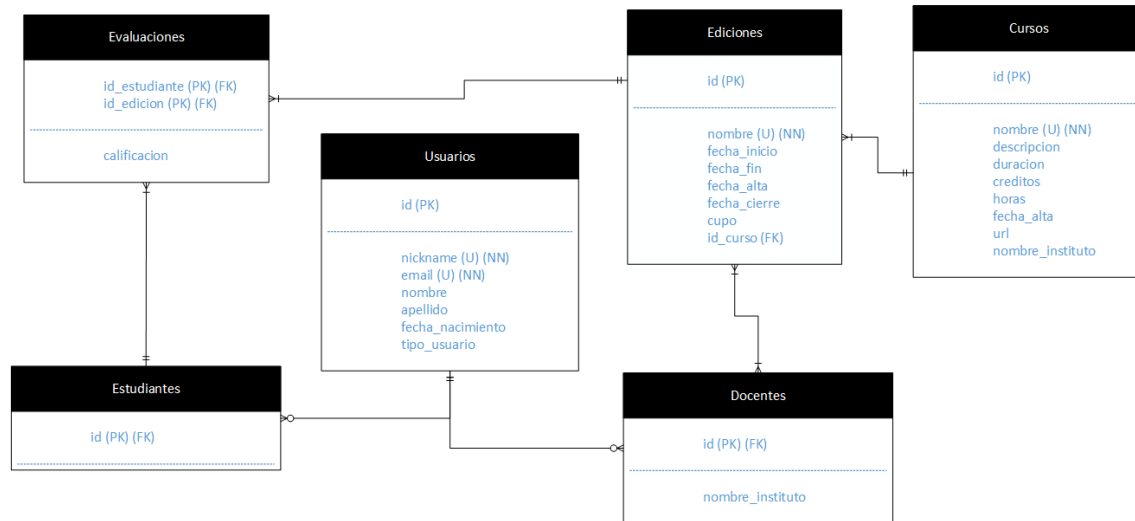 Evaluaciones
id_estudiante (PK) (FK)
id_edicion (PK) (FK)
calificacion
Usuarios
id (PK)
nickname (U) (NN)
email (U) (NN)
nombre
apellido
fecha_nacimiento
tipo_usuario
Ediciones
id (PK)
nombre (U) (NN)
fecha_inicio
fecha_fin
fecha_alta
fecha_cierre
cupo
id_curso (FK)
Cursos
id (PK)
nombre (U) (NN)
descripcion
duracion
creditos
horas
fecha_alta
url
nombre_instituto
Estudiantes
id (PK) (FK)
Docentes
id (PK) (FK)
nombre_instituto